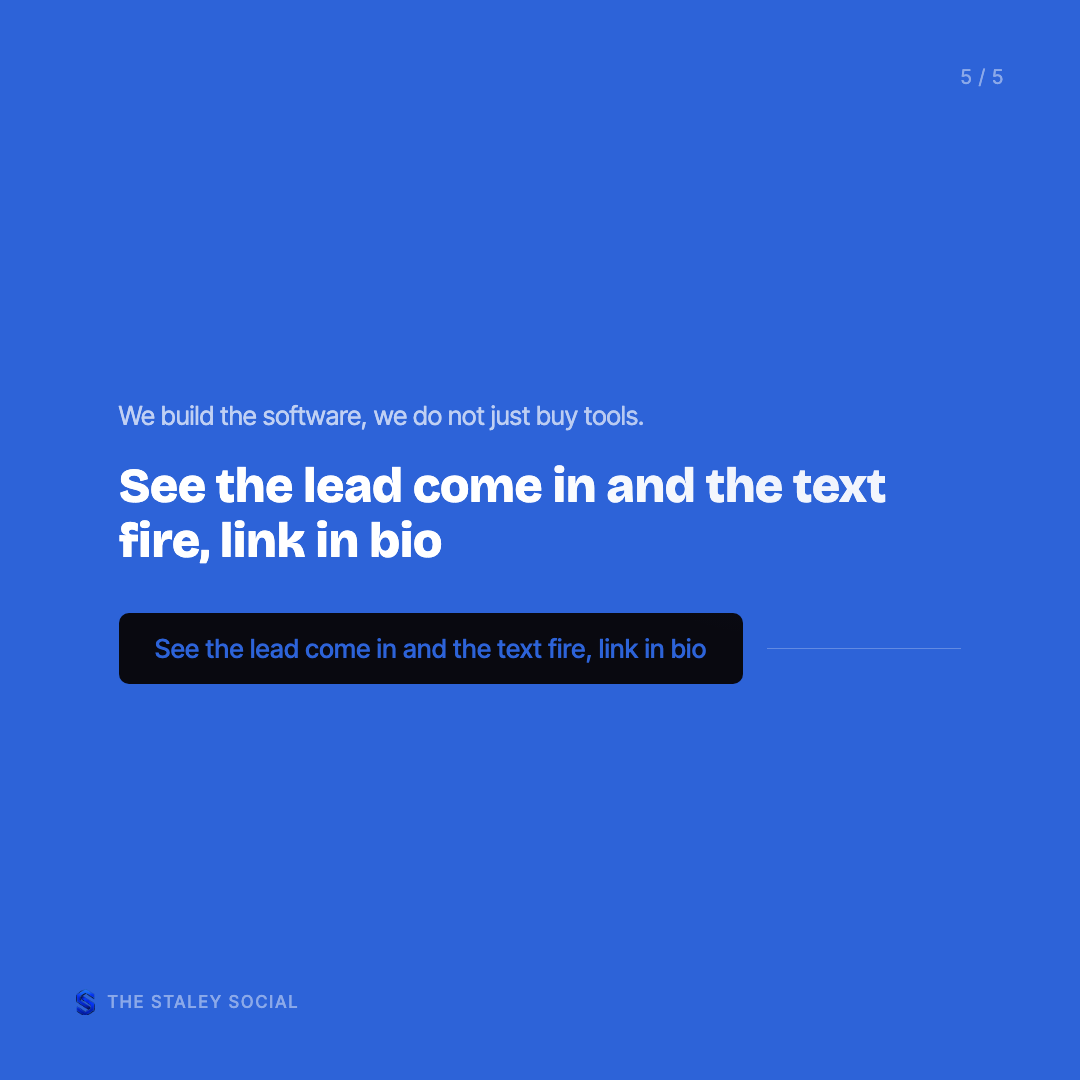 5 / 5
We build the software, we do not just buy tools.
See the lead come in and the text
fire, link in bio
See the lead come in and the text fire, link in bio
THE STALEY SOCIAL